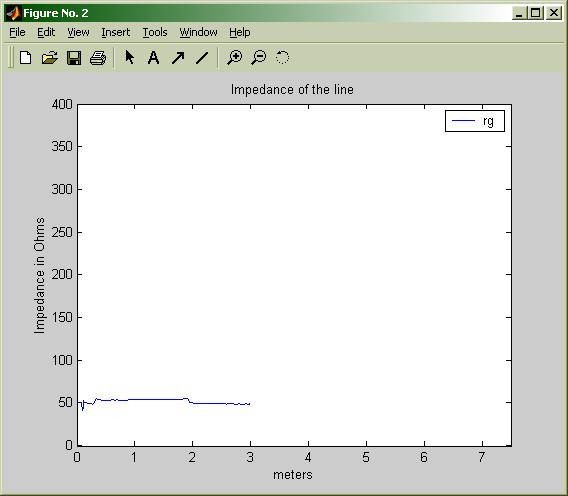 Figure No. 2
File Edit View Insert Tools Window Help
Impedance of the line
rg
400
350
300
250
200
150
100
50
0
Impedance in Ohms
0 1 2 3 4 5 6 7
meters